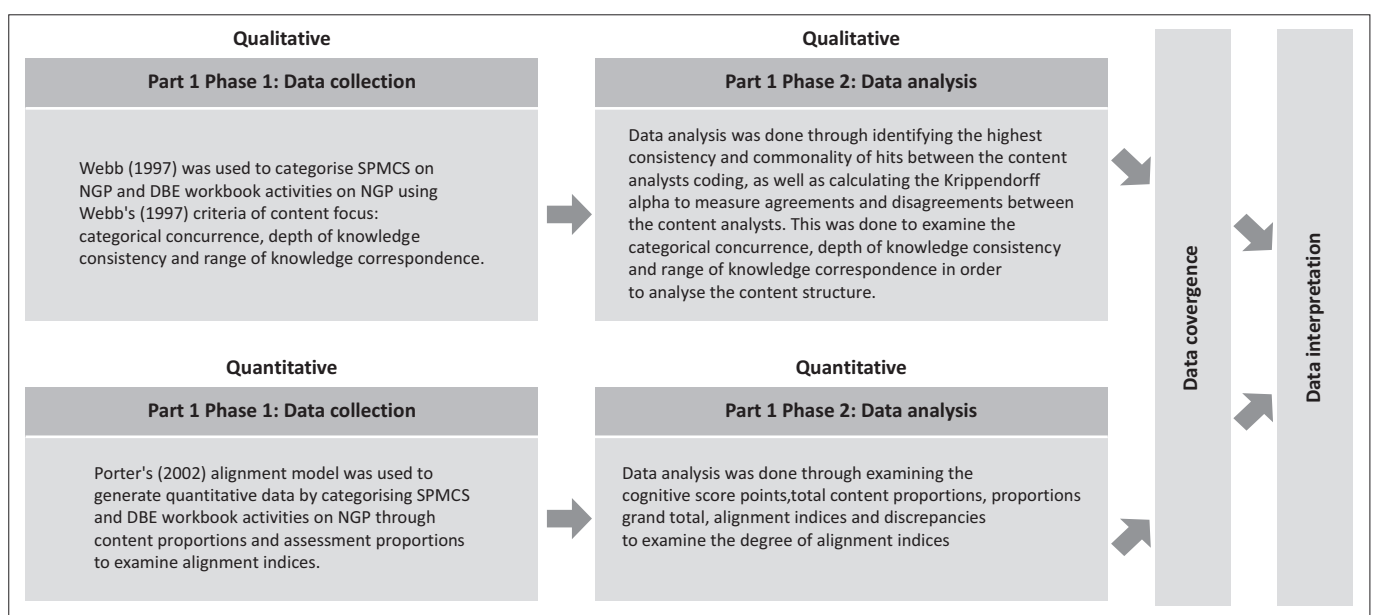 Qualitative
Part 1 Phase 1: Data collection
Webb (1997) was used to categorise SPMCS on
NGP and DBE workbook activities on NGP using
Webb's (1997) criteria of content focus:
categorical concurrence, depth of knowledge
consistency and range of knowledge correspondence.
Qualitative
Part 1 Phase 2: Data analysis
Data analysis was done through identifying the highest
consistency and commonality of hits between the content
analysts coding, as well as calculating the Krippendorff
alpha to measure agreements and disagreements between
the content analysts. This was done to examine the
categorical concurrence, depth of knowledge consistency
and range of knowledge correspondence in order
to analyse the content structure.
Quantitative
Part 1 Phase 1: Data collection
Porter's (2002) alignment model was used to
generate quantitative data by categorising SPMCS
and DBE workbook activities on NGP through
content proportions and assessment proportions
to examine alignment indices.
Quantitative
Part 1 Phase 2: Data analysis
Data analysis was done through examining the
cognitive score points,total content proportions, proportions
grand total, alignment indices and discrepancies
to examine the degree of alignment indices
Data covergence
Data interpretation